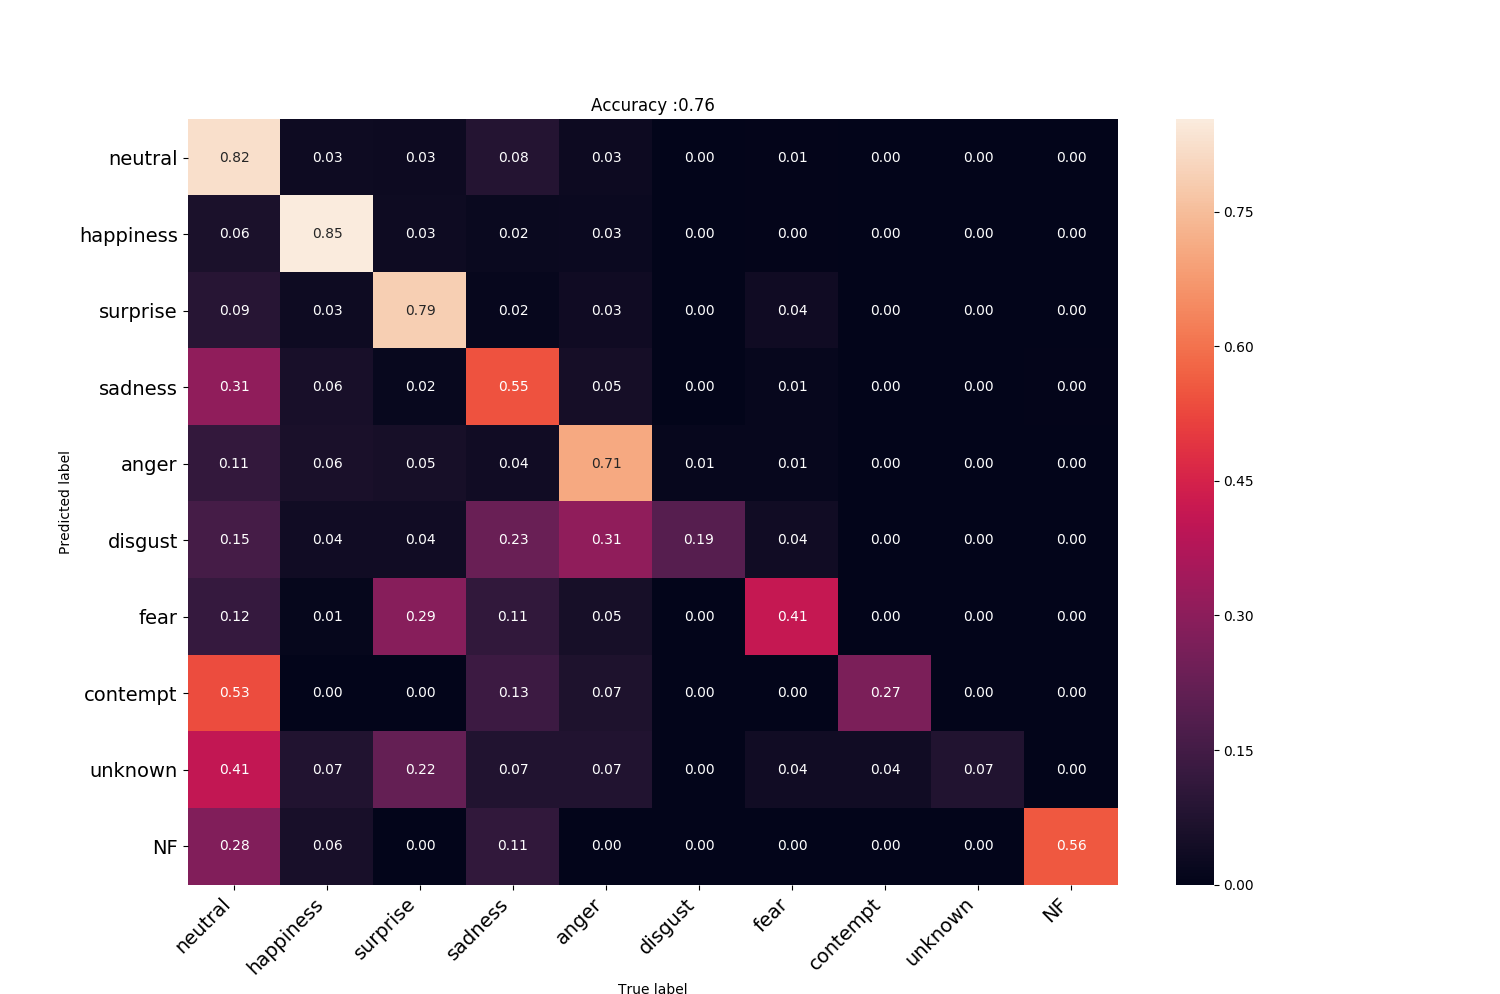 Accuracy :0.76
neutral 0.82 0.03 0.03 0.08 0.03 0.00 0.01 0.00 0.00 0.00
happiness 0.06 0.85 0.03 0.02 0.03 0.00 0.00 0.00 0.00 0.00
surprise 0.09 0.03 0.79 0.02 0.03 0.00 0.04 0.00 0.00 0.00
sadness 0.31 0.06 0.02 0.55 0.05 0.00 0.01 0.00 0.00 0.00
anger 0.11 0.06 0.05 0.04 0.71 0.01 0.01 0.00 0.00 0.00
disgust 0.15 0.04 0.04 0.23 0.31 0.19 0.04 0.00 0.00 0.00
fear 0.12 0.01 0.29 0.11 0.05 0.00 0.41 0.00 0.00 0.00
contempt 0.53 0.00 0.00 0.13 0.07 0.00 0.00 0.27 0.00 0.00
unknown 0.41 0.07 0.22 0.07 0.07 0.00 0.04 0.04 0.07 0.00
NF 0.28 0.06 0.00 0.11 0.00 0.00 0.00 0.00 0.00 0.56
neutral happiness surprise sadness anger disgust fear contempt unknown NF
True label
Predicted label
0.75
0.60
0.45
0.30
0.15
0.00